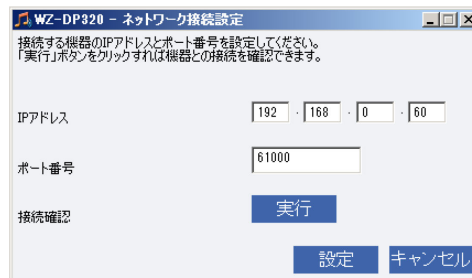 WZ-DP320 - ネットワーク接続設定
接続する機器のIPアドレスとポート番号を設定してください。
「実行」ボタンをクリックすれば機器との接続を確認できます。
IPアドレス 192 . 168 . 0 . 60
ポート番号 61000
接続確認 実行
設定 キャンセル